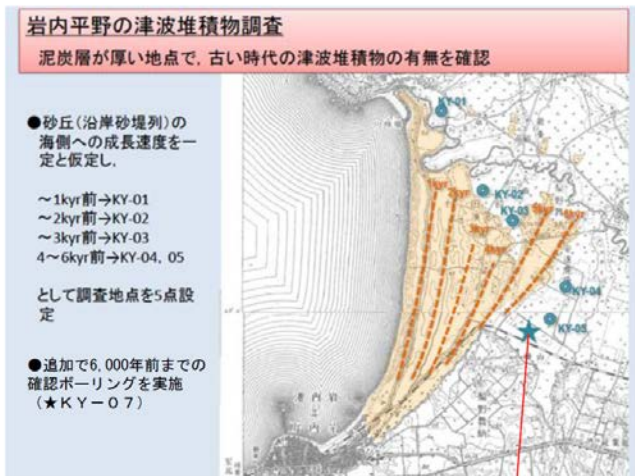 岩内平野の津波堆積物調査
泥炭層が厚い地点で，古い時代の津波堆積物の有無を確認
●砂丘（沿岸砂堤列）の
海側への成長速度を一
定と仮定し、
～1kyr前→KY-01
～2kyr前→KY-02
～3kyr前→KY-03
4～6kyr前→KY-04, 05
として調査地点を5点設
定
●追加で6,000年前までの
確認ボーリングを実施
（★ＫＹ－０７）
KY-01
KY-02
KY-03
KY-04
KY-05
1kyr
2kyr
3kyr